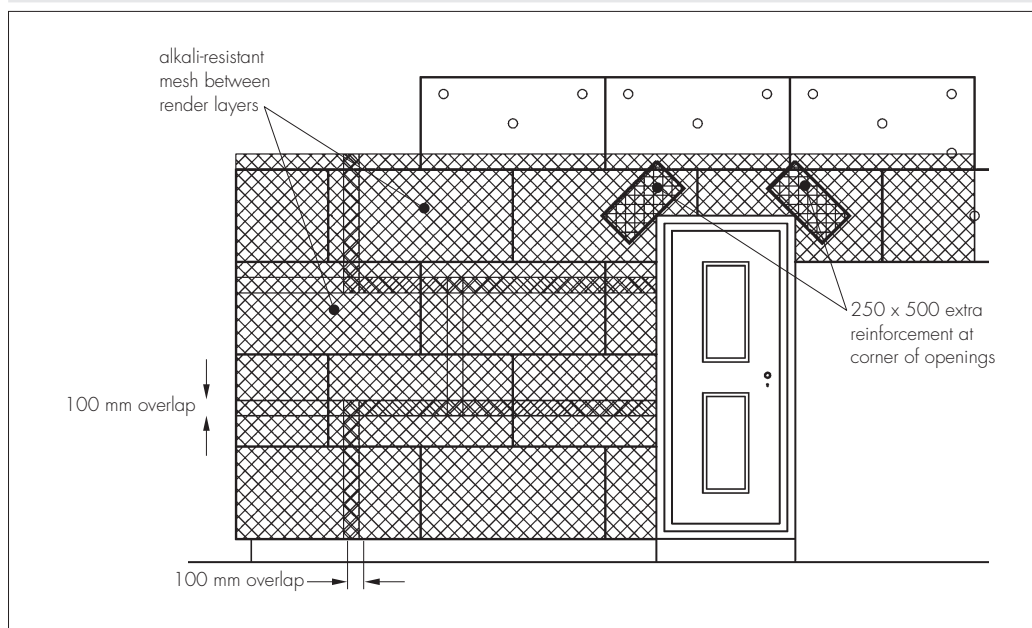 alkali-resistant
mesh between
render layers
250 x 500 extra
reinforcement at
corner of openings
100 mm overlap
100 mm overlap